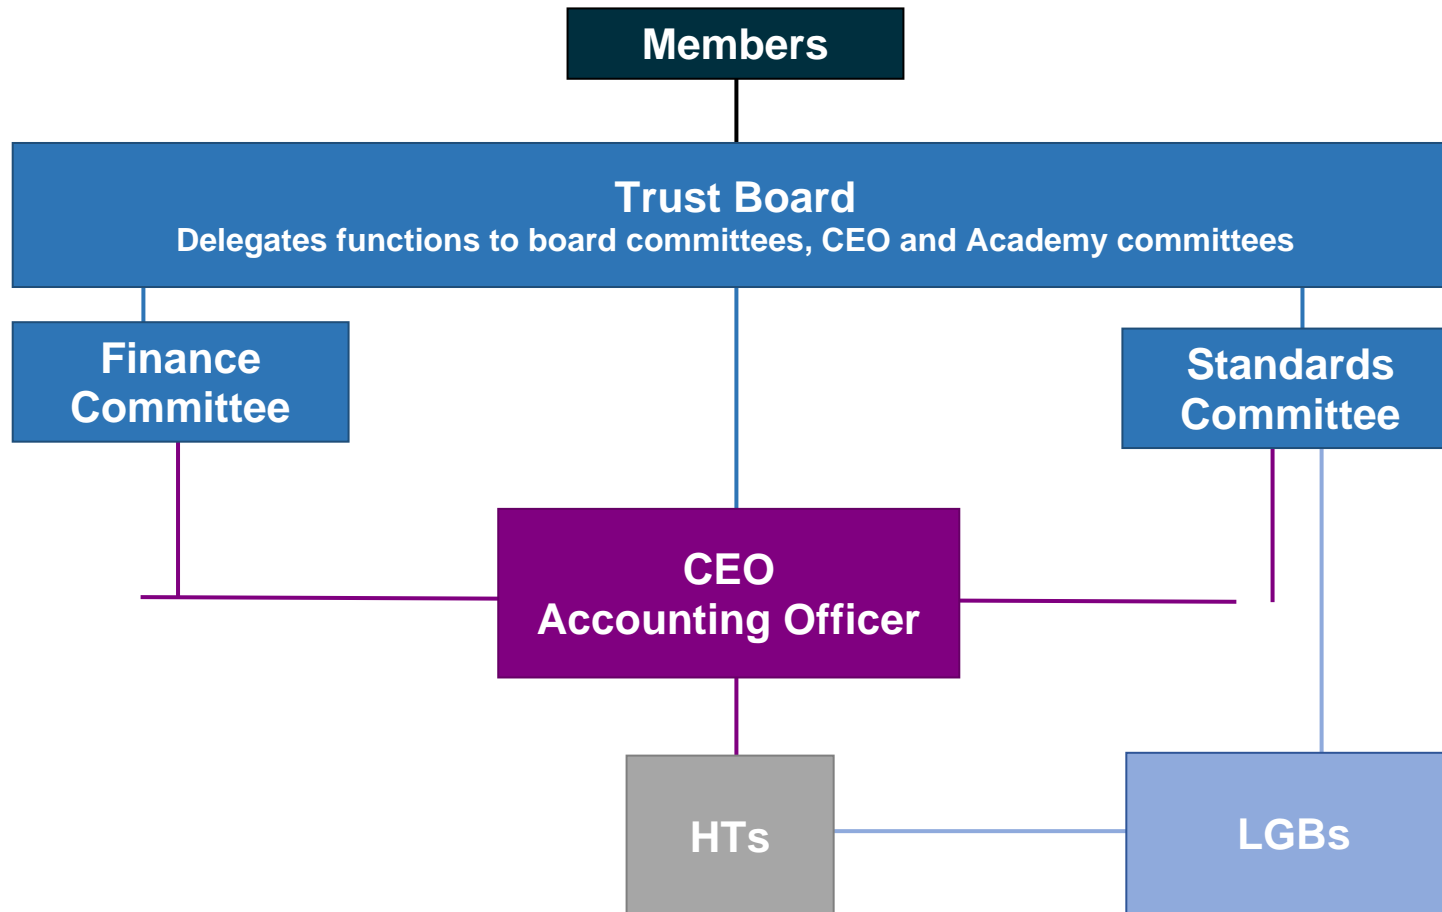 Members
Trust Board
Delegates functions to board committees, CEO and Academy committees
Finance
Committee
Standards
Committee
CEO
Accounting Officer
HTs
LGBs